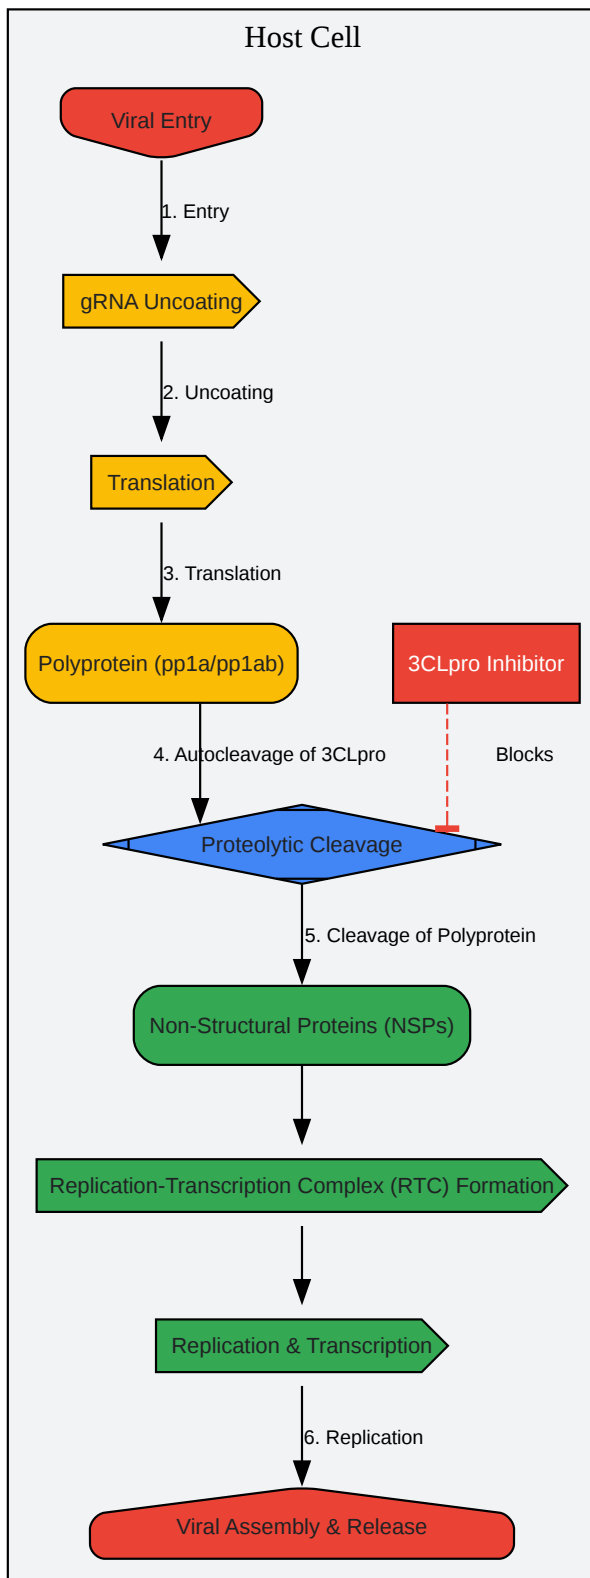 Host Cell
Viral Entry
1. Entry
gRNA Uncoating
2. Uncoating
Translation
3. Translation
Polyprotein (pp1a/pp1ab)
3CLpro Inhibitor
4. Autocleavage of 3CLpro
Blocks
Proteolytic Cleavage
5. Cleavage of Polyprotein
Non-Structural Proteins (NSPs)
Replication-Transcription Complex (RTC) Formation
Replication & Transcription
6. Replication
Viral Assembly & Release